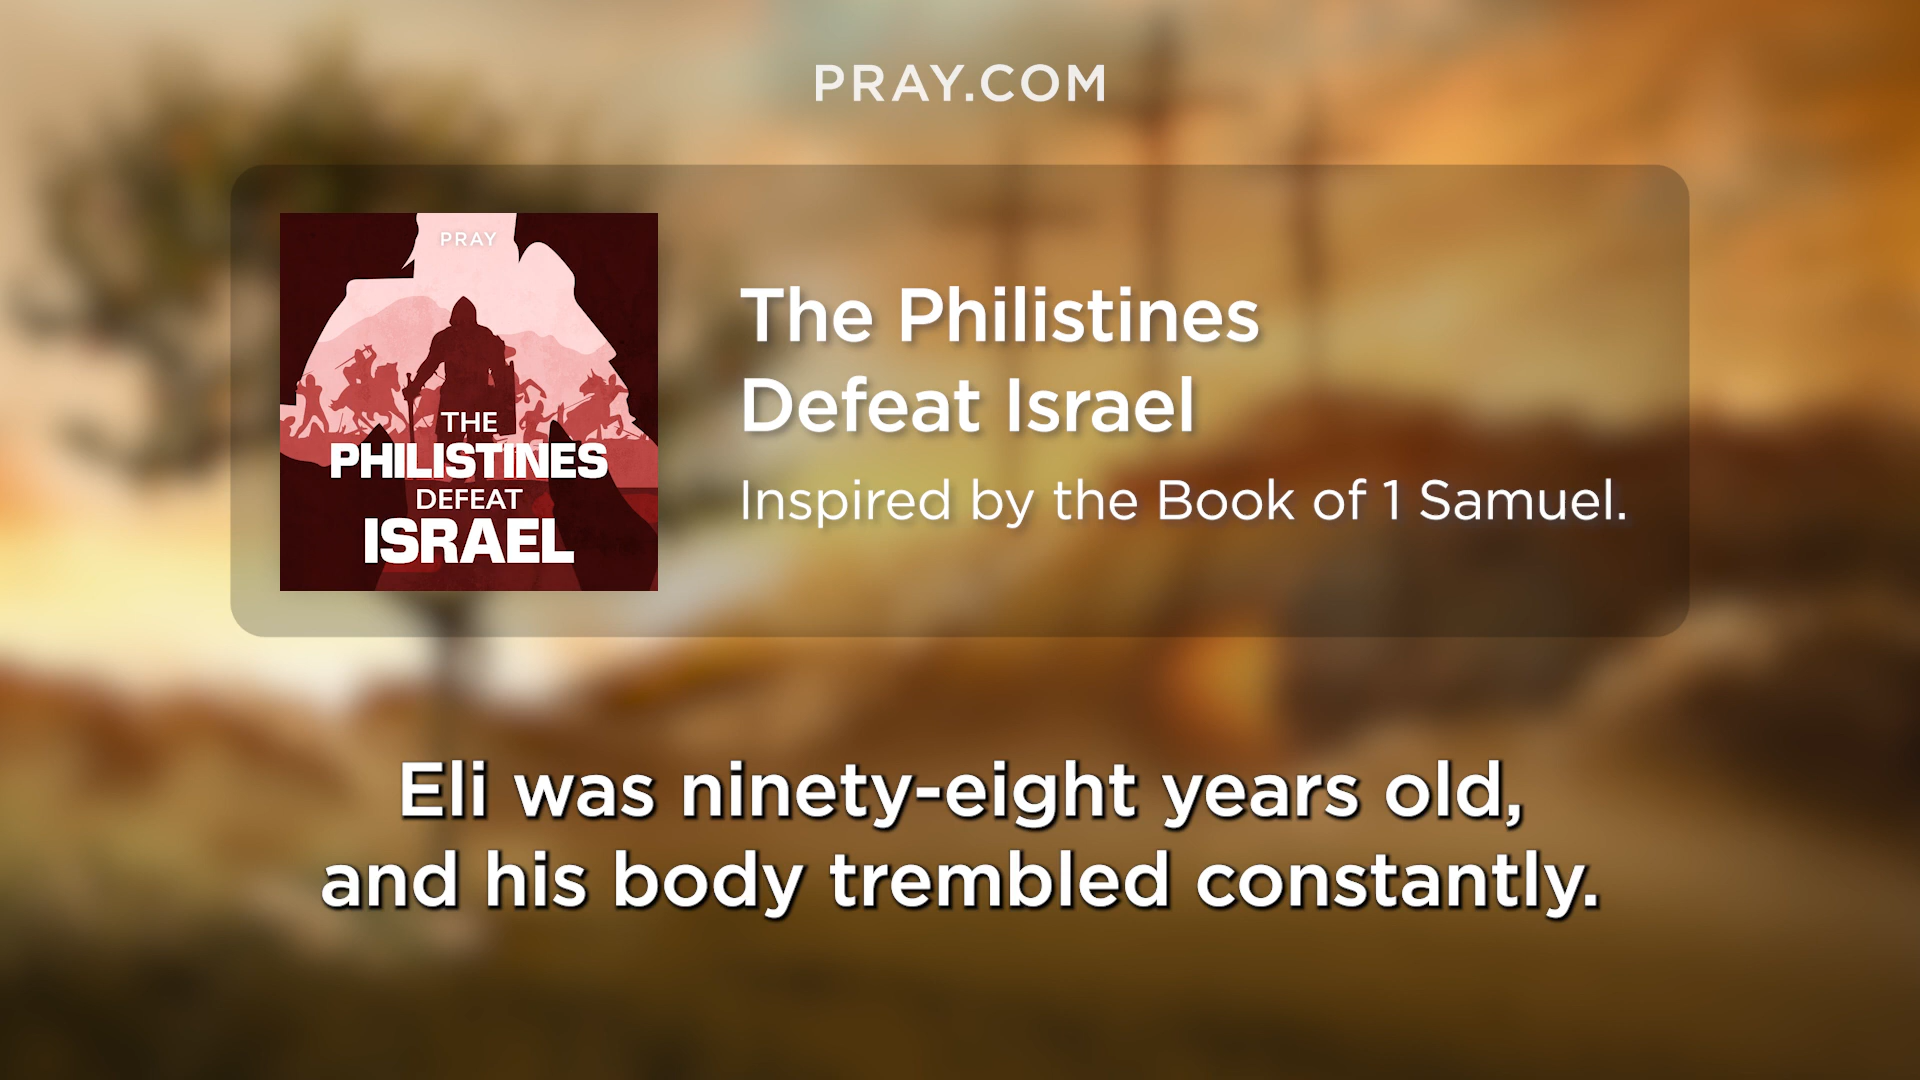 PRAY.COM
PRAY
THE
PHILISTINES
DEFEAT
ISRAEL
The Philistines
Defeat Israel
Inspired by the Book of 1 Samuel.
Eli was ninety-eight years old,
and his body trembled constantly.